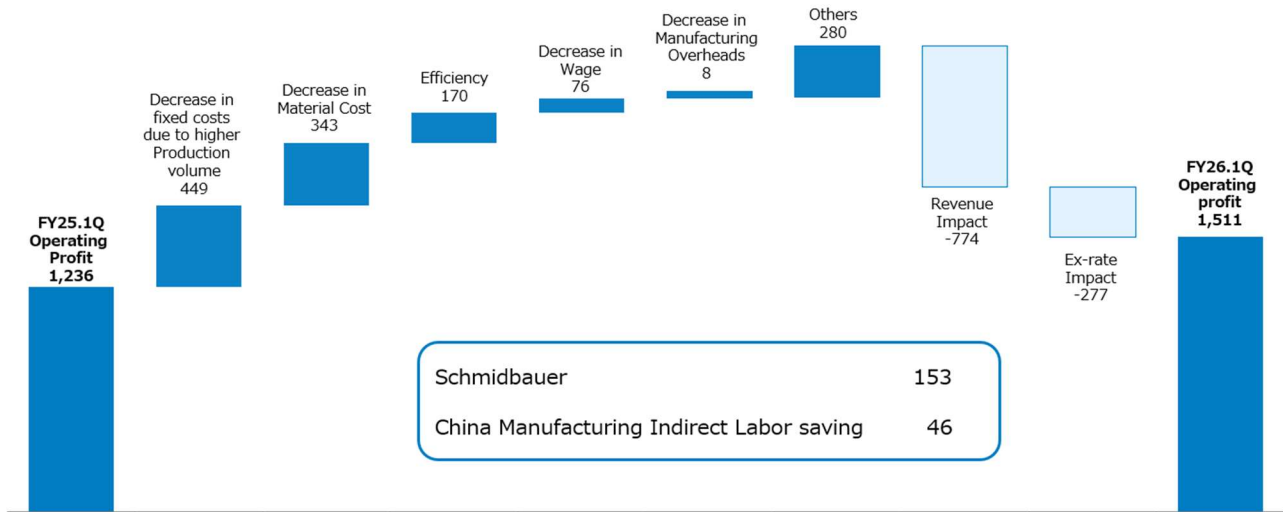 FY25.1Q
Operating
Profit
1,236
Decrease in
fixed costs
due to higher
Production
volume
449
Decrease in
Material Cost
343
Efficiency
170
Decrease in
Wage
76
Decrease in
Manufacturing
Overheads
8
Others
280
Revenue
Impact
-774
Ex-rate
Impact
-277
FY26.1Q
Operating
profit
1,511
Schmidbauer 153
China Manufacturing Indirect Labor saving 46